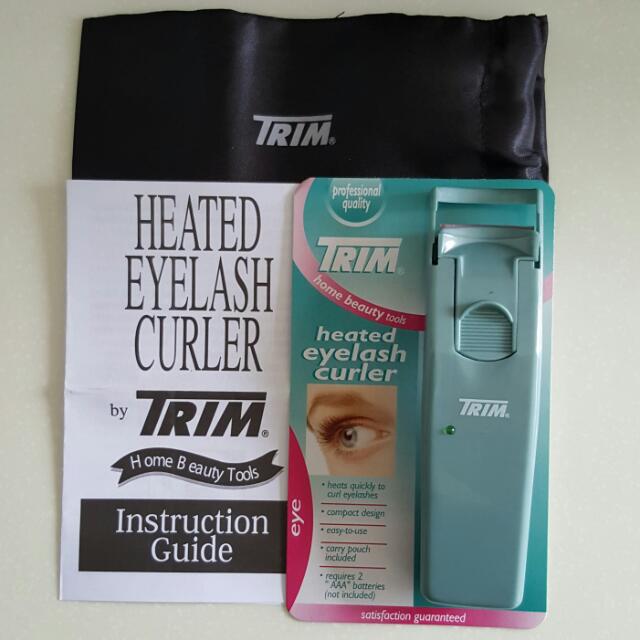 TRIM®
HEATED
EYELASH
CURLER
by TRIM®
Home Beauty Tools
Instruction
Guide
professional
quality
TRIM®
home beauty tools
heated
eyelash
curler
eye
• heats quickly to
curl eyelashes
• compact design
• easy-to-use
• carry pouch
included
• requires 2
"AAA" batteries
(not included)
satisfaction guaranteed
TRIM®